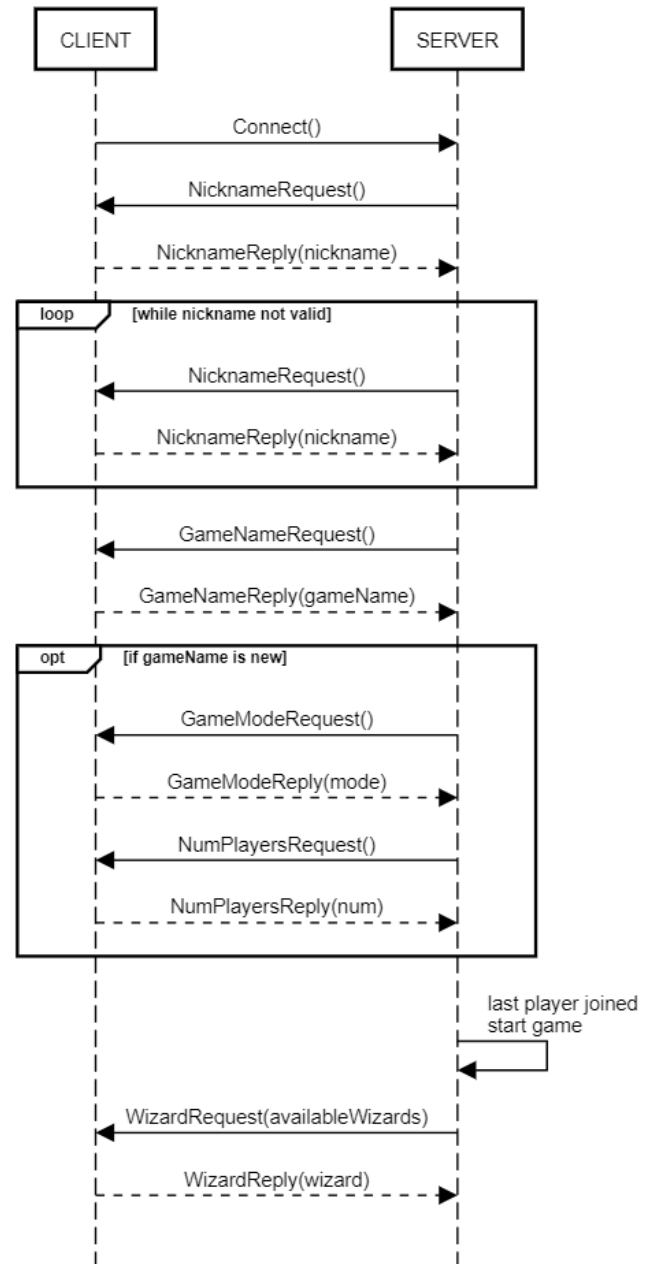 CLIENT
SERVER
Connect()
NicknameRequest()
NicknameReply(nickname)
loop
[while nickname not valid]
NicknameRequest()
NicknameReply(nickname)
GameNameRequest()
GameNameReply(gameName)
opt
[if gameName is new]
GameModeRequest()
GameModeReply(mode)
NumPlayersRequest()
NumPlayersReply(num)
last player joined
start game
WizardRequest(availableWizards)
WizardReply(wizard)